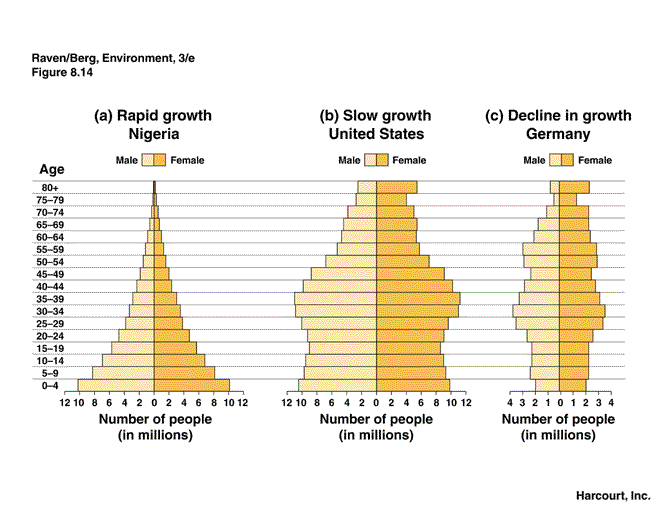 Raven/Berg, Environment, 3/e
Figure 8.14
(a) Rapid growth
Nigeria
(b) Slow growth
United States
(c) Decline in growth
Germany
Male Female
Male Female
Male Female
Age
80+
75–79
70–74
65–69
60–64
55–59
50–54
45–49
40–44
35–39
30–34
25–29
20–24
15–19
10–14
5–9
0–4
12 10 8 6 4 2 0 2 4 6 8 10 12
12 10 8 6 4 2 0 2 4 6 8 10 12
4 3 2 1 0 1 2 3 4
Number of people
(in millions)
Number of people
(in millions)
Number of people
(in millions)
Harcourt, Inc.